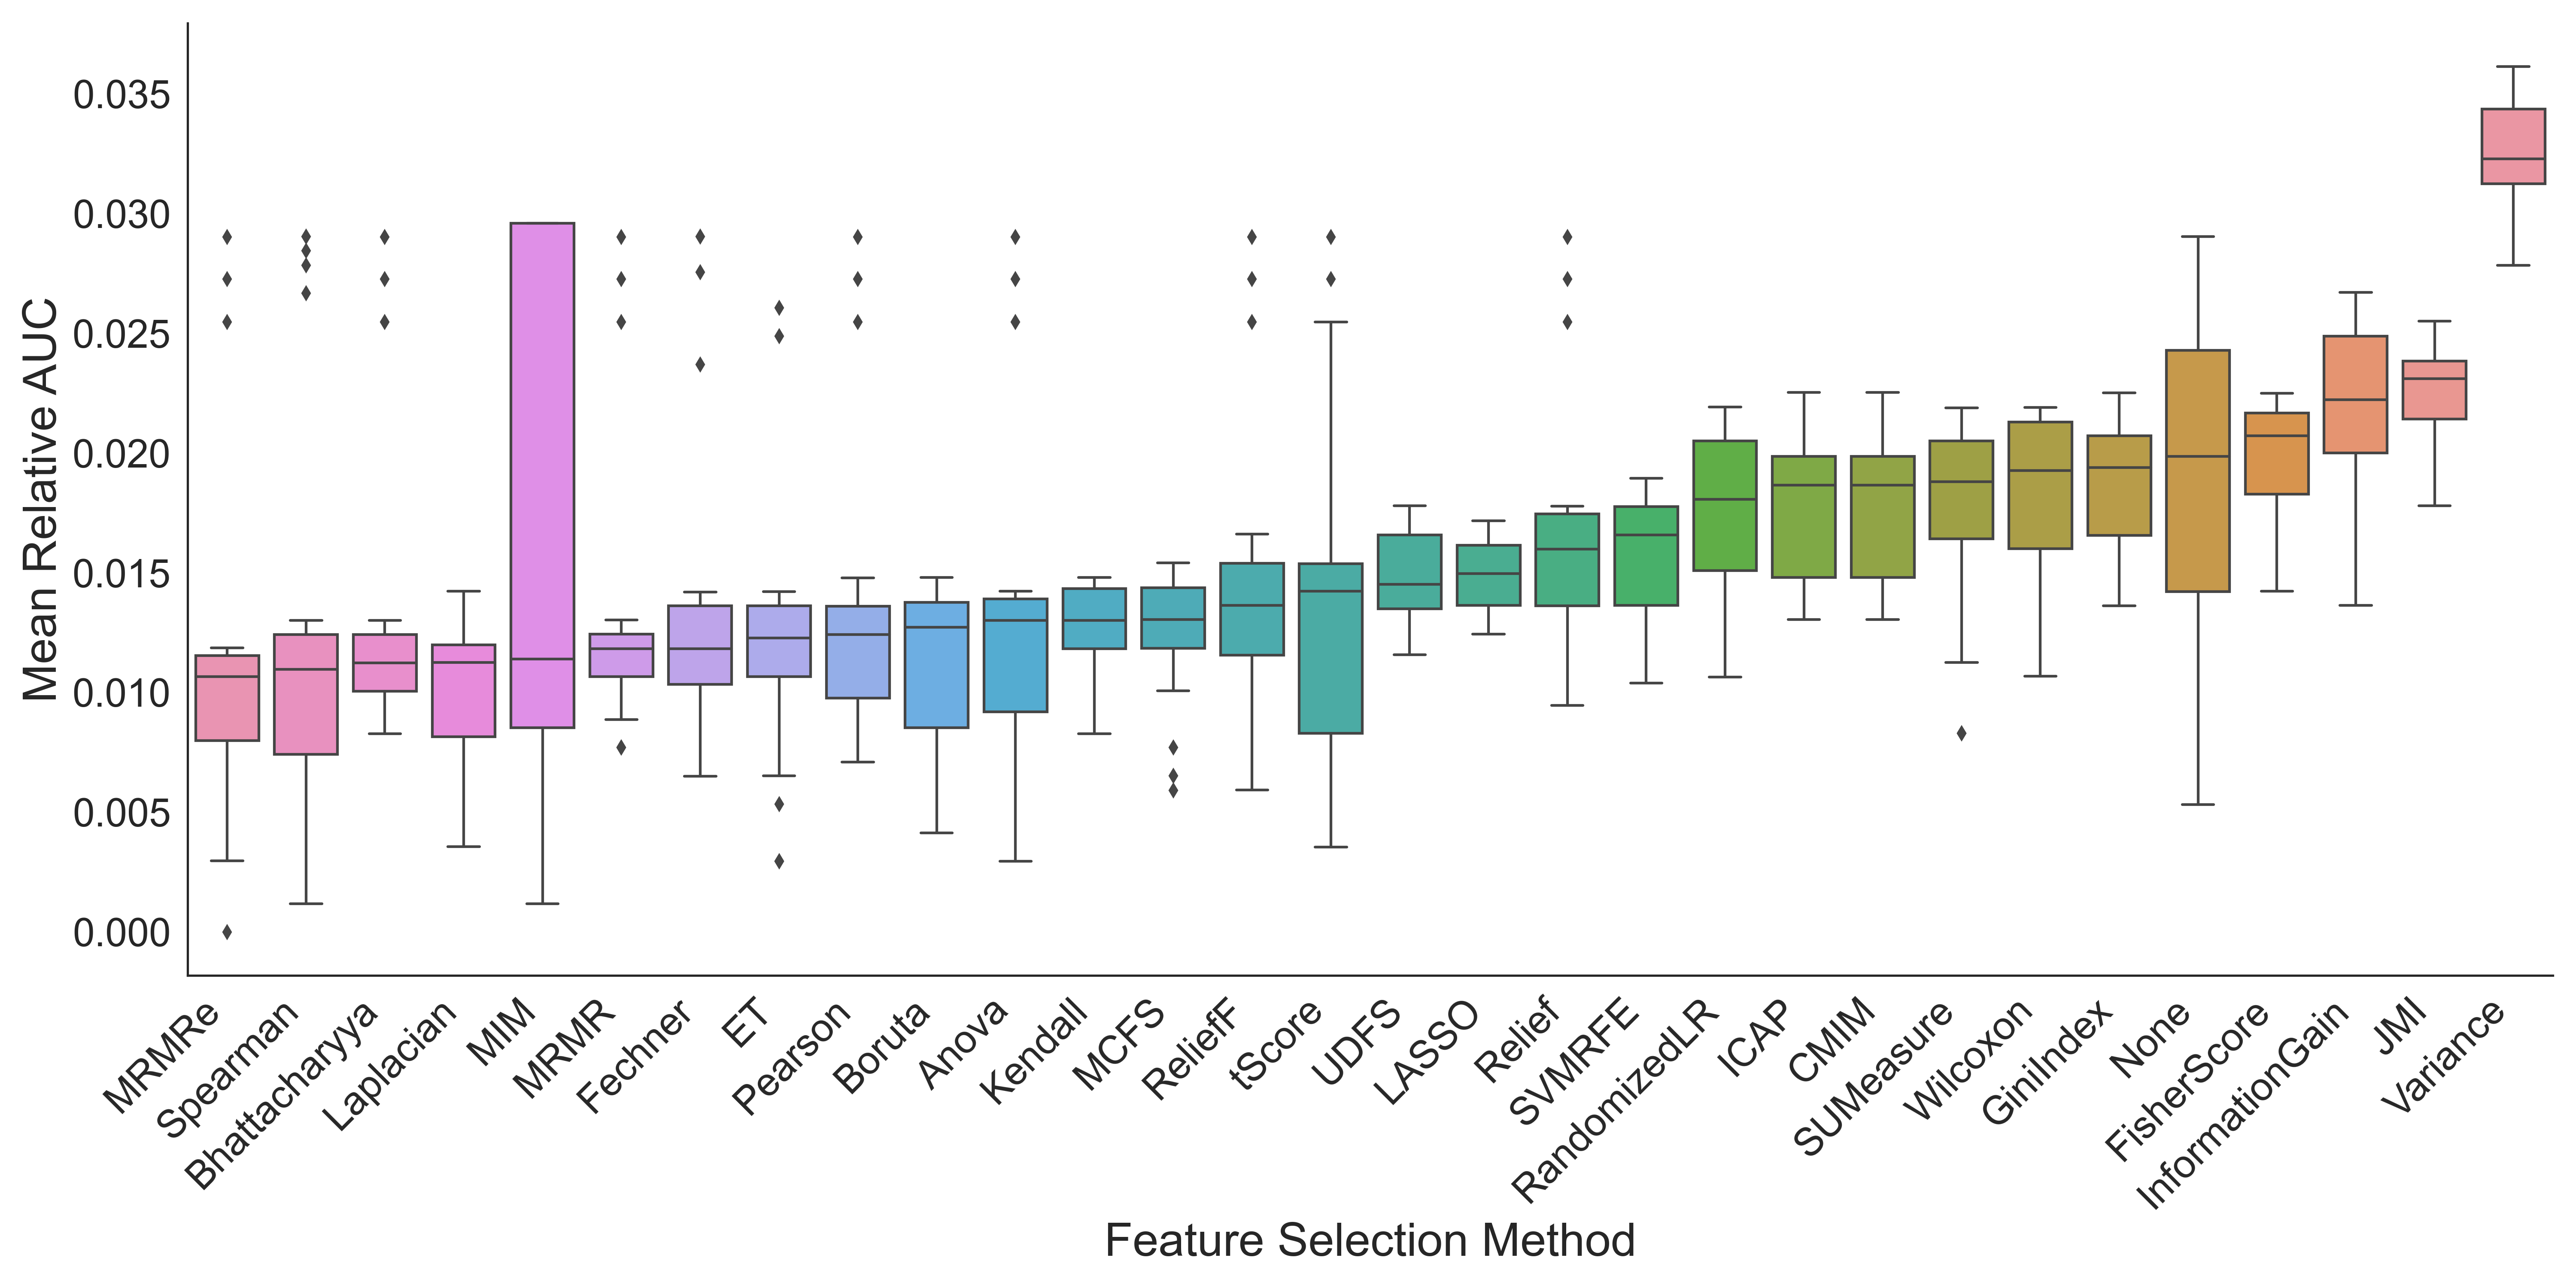 Mean Relative AUC
0.035
0.030
0.025
0.020
0.015
0.010
0.005
0.000
MRMRe
Spearman
Bhattacharyya
Laplacian
MIM
MRMR
Fechner
ET
Pearson
Boruta
Anova
Kendall
MCFS
ReliefF
tScore
UDFS
LASSO
Relief
SVMRFE
RandomizedLR
ICAP
CMIM
SUMeasure
Wilcoxon
GiniIndex
None
FisherScore
InformationGain
JMI
Variance
Feature Selection Method